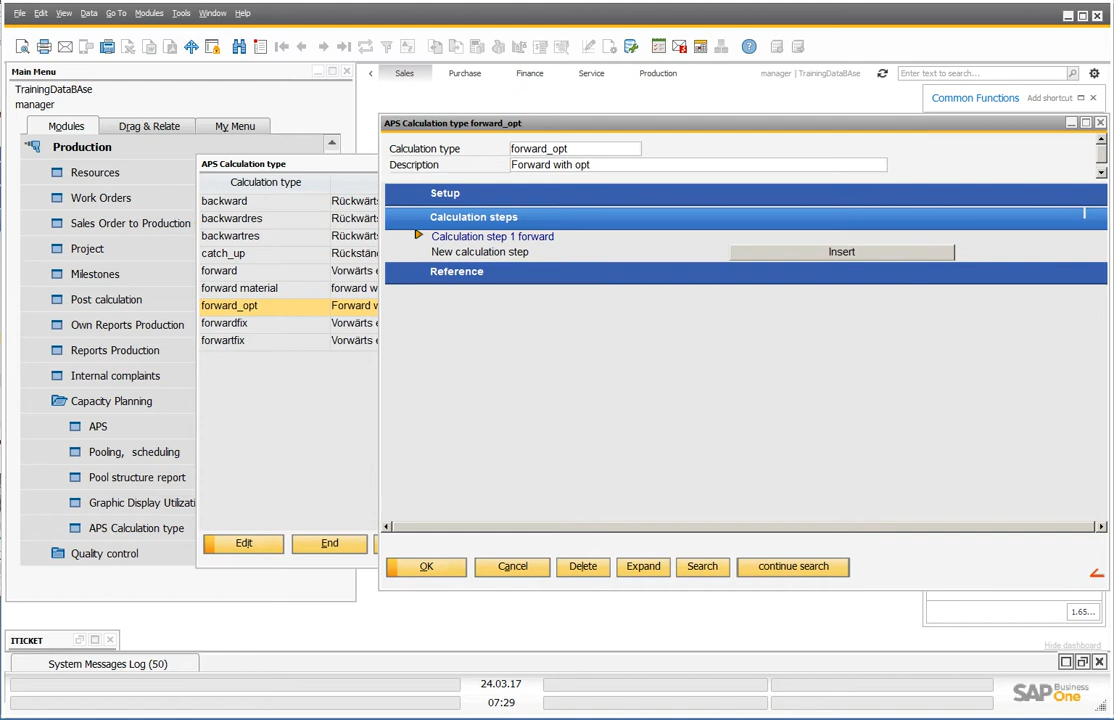 File Edit View Data Go To Modules Tools Window Help
Main Menu
TrainingDataBAse
manager
Modules Drag & Relate My Menu
Production
Resources
Work Orders
Sales Order to Production
Project
Milestones
Post calculation
Own Reports Production
Reports Production
Internal complaints
Capacity Planning
APS
Pooling, scheduling
Pool structure report
Graphic Display Utilizati
APS Calculation type
Quality control
Sales Purchase Finance Service Production
manager | TrainingDataBAse
Enter text to search...
Common Functions Add shortcut
APS Calculation type
Calculation type
backward Rückwärts
backwardres Rückwärts
backwartres Rückwärts
catch_up Rückstän
forward Vorwärts e
forward material forward w
forward_opt Forward w
forwardfix Vorwärts e
forwartfix Vorwärts e
Edit End
APS Calculation type forward_opt
Calculation type forward_opt
Description Forward with opt
Setup
Calculation steps
Calculation step 1 forward
New calculation step Insert
Reference
OK Cancel Delete Expand Search continue search
1.65...
Hide dashboard
ITICKET
System Messages Log (50)
24.03.17
07:29
SAP Business One